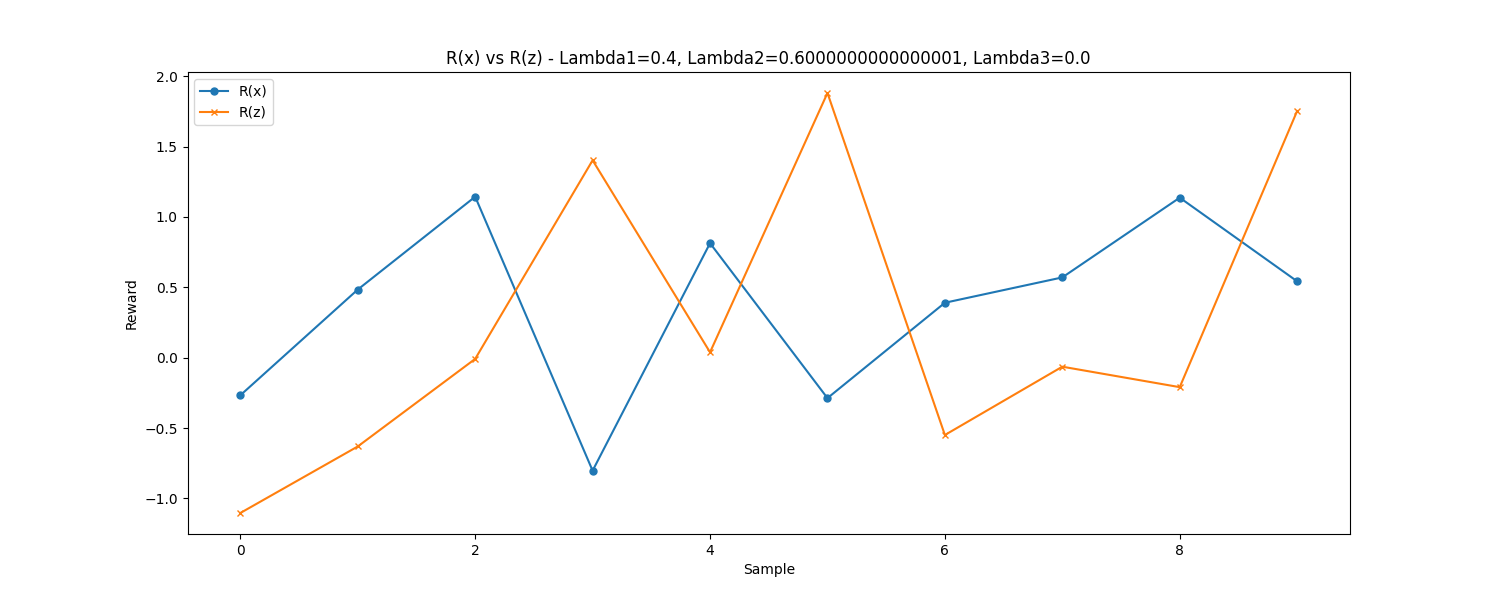 R(x) vs R(z) - Lambda1=0.4, Lambda2=0.6000000000000001, Lambda3=0.0
R(x)
R(z)
2.0
1.5
1.0
0.5
0.0
−0.5
−1.0
Reward
0 2 4 6 8
Sample